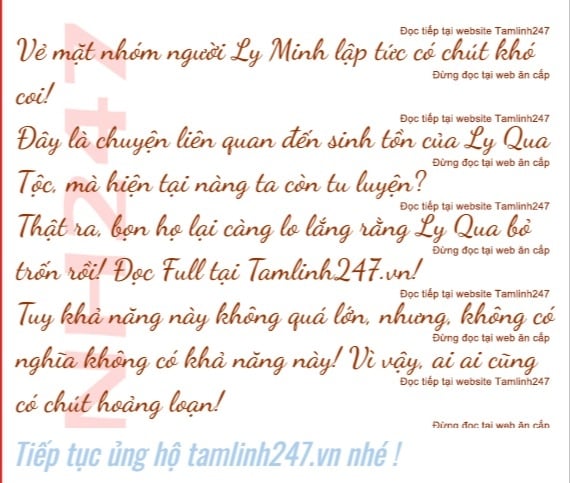 Đọc tiếp tại website Tamlinh247
Vẻ mặt nhóm người Ly Minh lập tức có chút khó
Đừng đọc tại web ăn cắp
coi!
Đọc tiếp tại website Tamlinh247
Đây là chuyện liên quan đến sinh tồn của Ly Qua
Đừng đọc tại web ăn cắp
Tộc, mà hiện tại nàng ta còn tu luyện?
Đọc tiếp tại website Tamlinh247
Thật ra, bọn họ lại càng lo lắng rằng Ly Qua bỏ
Đừng đọc tại web ăn cắp
trốn rồi! Đọc Full tại Tamlinh247.vn!
Đọc tiếp tại website Tamlinh247
Tuy khả năng này không quá lớn, nhưng, không có
Đừng đọc tại web ăn cắp
nghĩa không có khả năng này! Vì vậy, ai ai cũng
Đọc tiếp tại website Tamlinh247
có chút hoảng loạn!
Đừng đọc tại web ăn cắp
NH247
Tiếp tục ủng hộ tamlinh247.vn nhé !